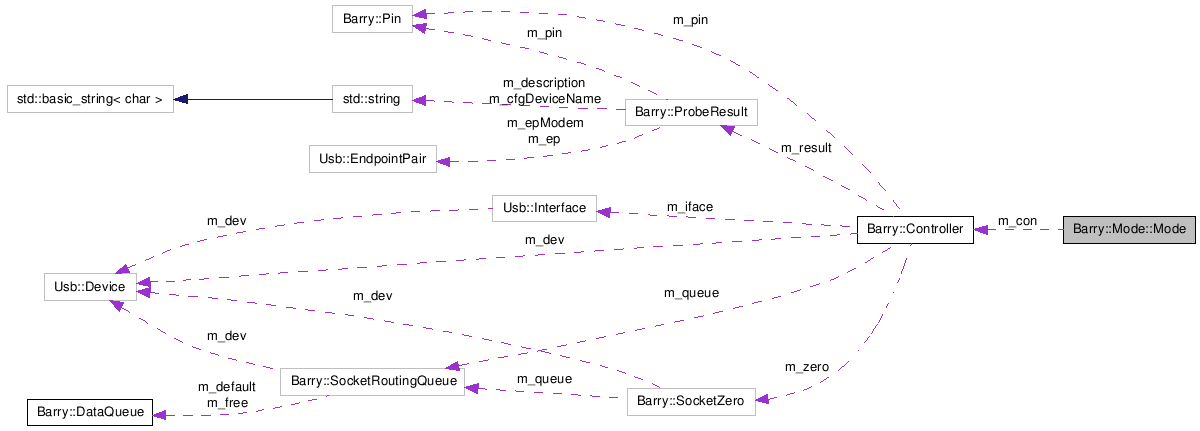 Barry::Pin
m_pin
m_pin
std::basic_string< char >
std::string
m_description
m_cfgDeviceName
Barry::ProbeResult
m_epModem
m_ep
Usb::EndpointPair
m_result
Usb::Interface
m_iface
m_dev
Barry::Controller
m_con
Barry::Mode::Mode
m_dev
Usb::Device
m_dev
m_queue
m_dev
m_zero
Barry::SocketRoutingQueue
m_queue
m_default
m_free
Barry::SocketZero
Barry::DataQueue